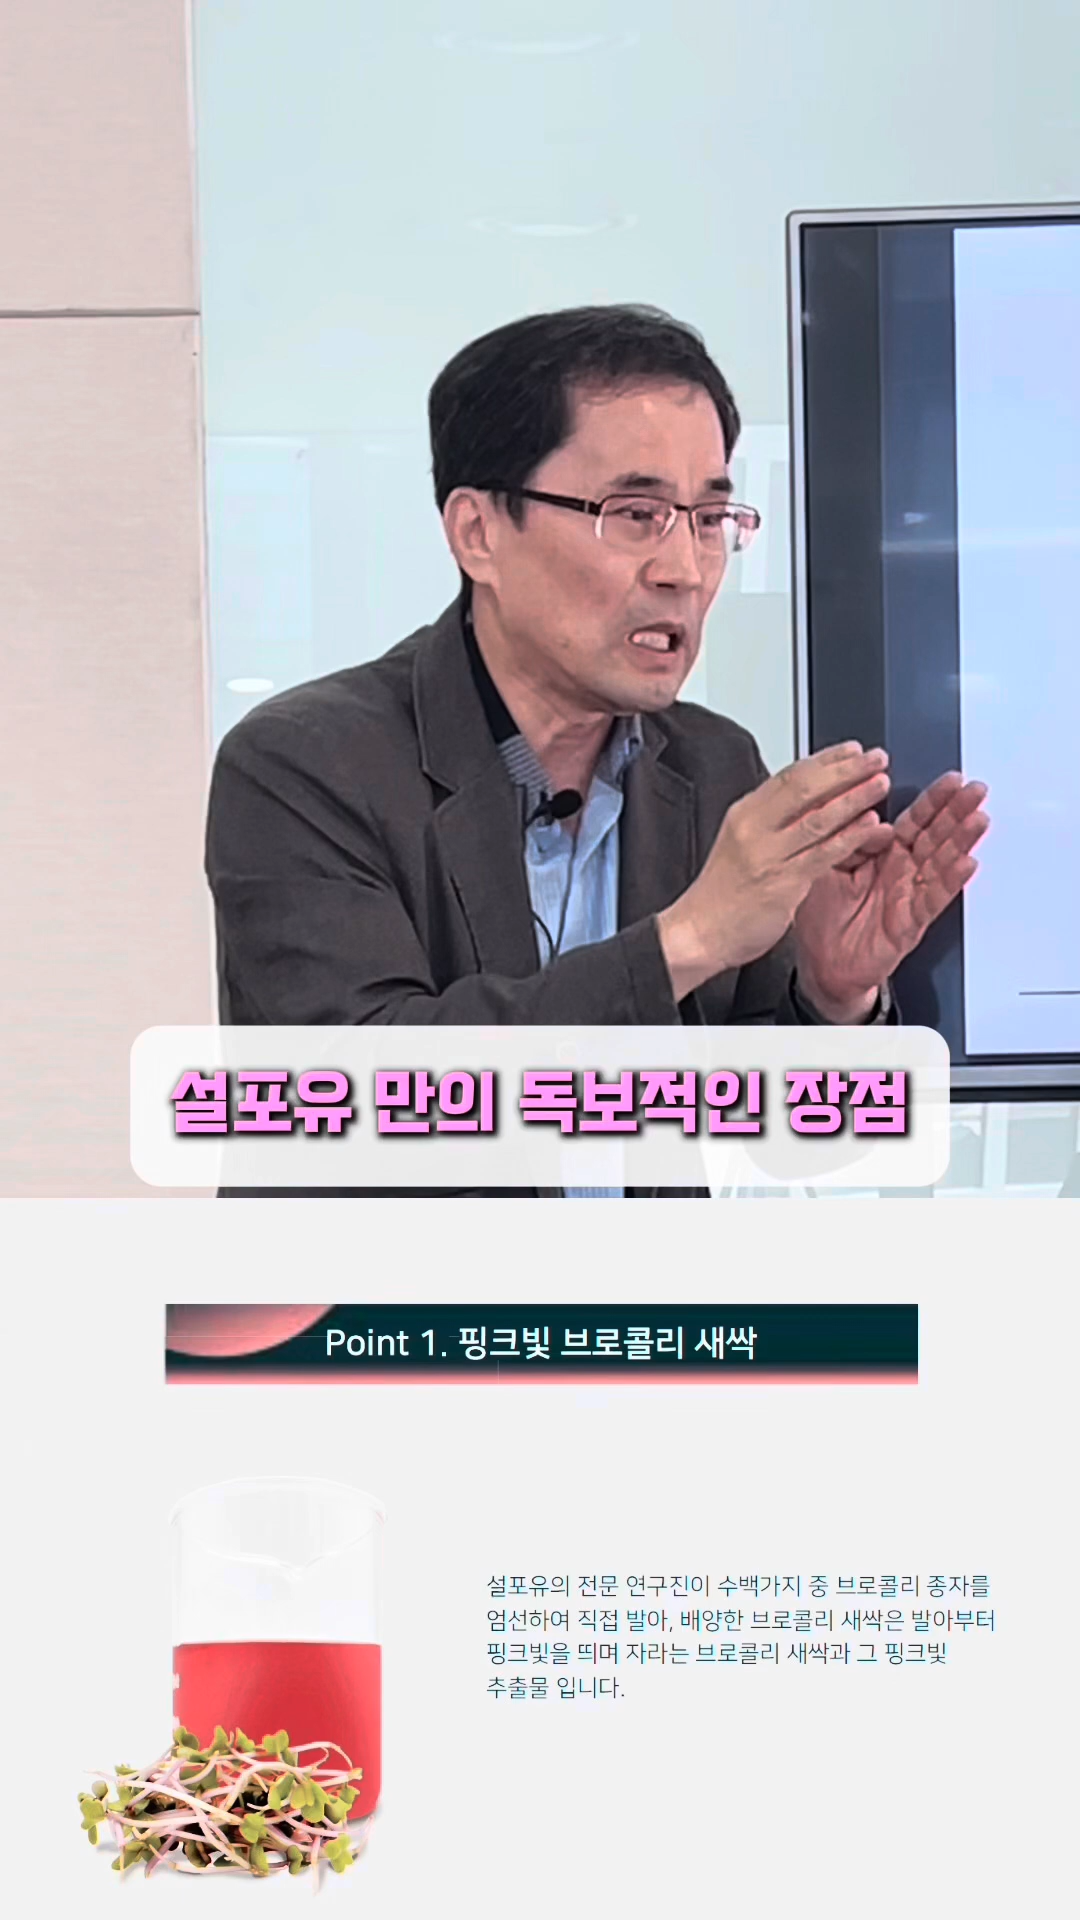 설포유 만의 독보적인 장점
Point 1. 핑크빛 브로콜리 새싹
설포유의 전문 연구진이 수백가지 중 브로콜리 종자를
엄선하여 직접 발아, 배양한 브로콜리 새싹은 발아부터
핑크빛을 띄며 자라는 브로콜리 새싹과 그 핑크빛
추출물 입니다.